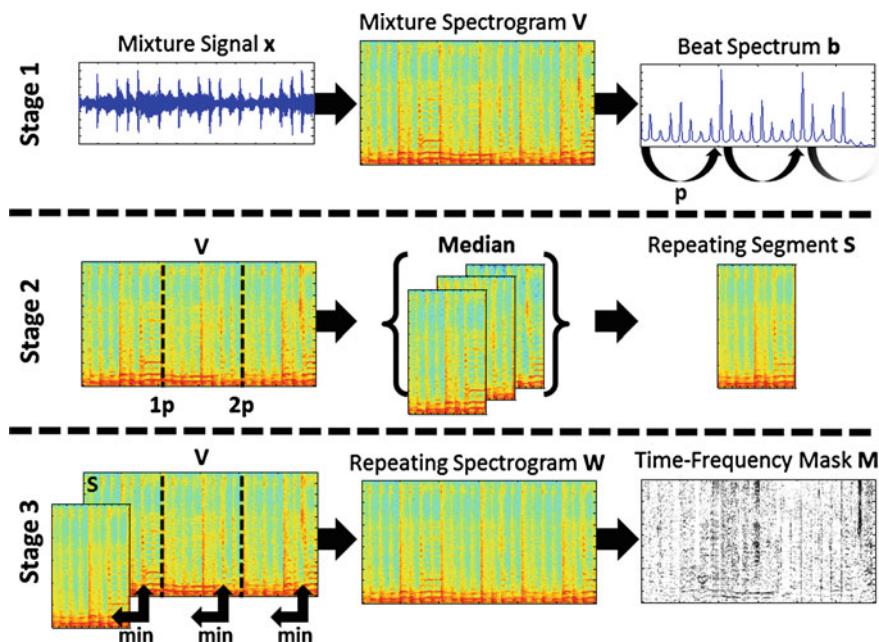 Stage 1
Mixture Signal x
Mixture Spectrogram V
Beat Spectrum b
p
Stage 2
V
Median
Repeating Segment S
1p
2p
Stage 3
S
V
Repeating Spectrogram W
Time-Frequency Mask M
min
min
min